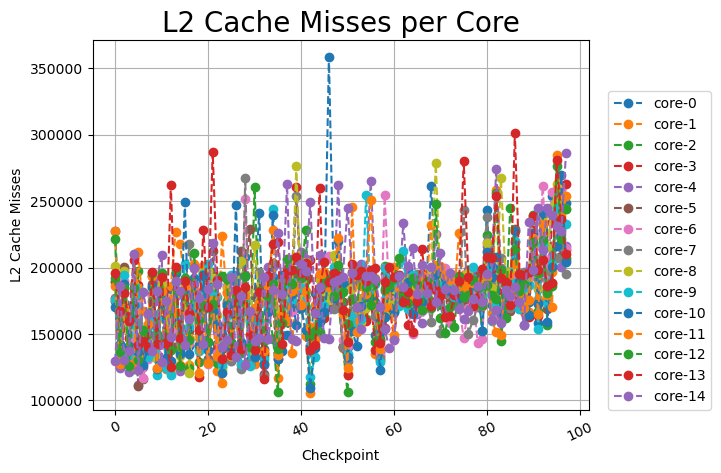 L2 Cache Misses per Core
350000
300000
250000
200000
150000
100000
L2 Cache Misses
0
20
40
60
80
100
Checkpoint
core-0
core-1
core-2
core-3
core-4
core-5
core-6
core-7
core-8
core-9
core-10
core-11
core-12
core-13
core-14